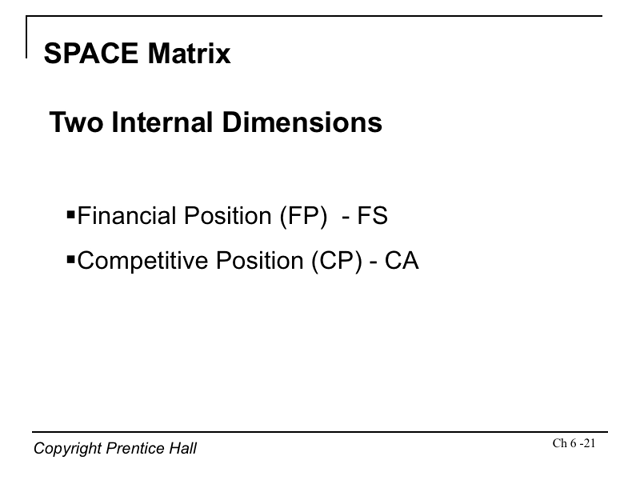 SPACE Matrix
Two Internal Dimensions
▪Financial Position (FP)  - FS
▪Competitive Position (CP) - CA
Copyright Prentice Hall
Ch 6 -21